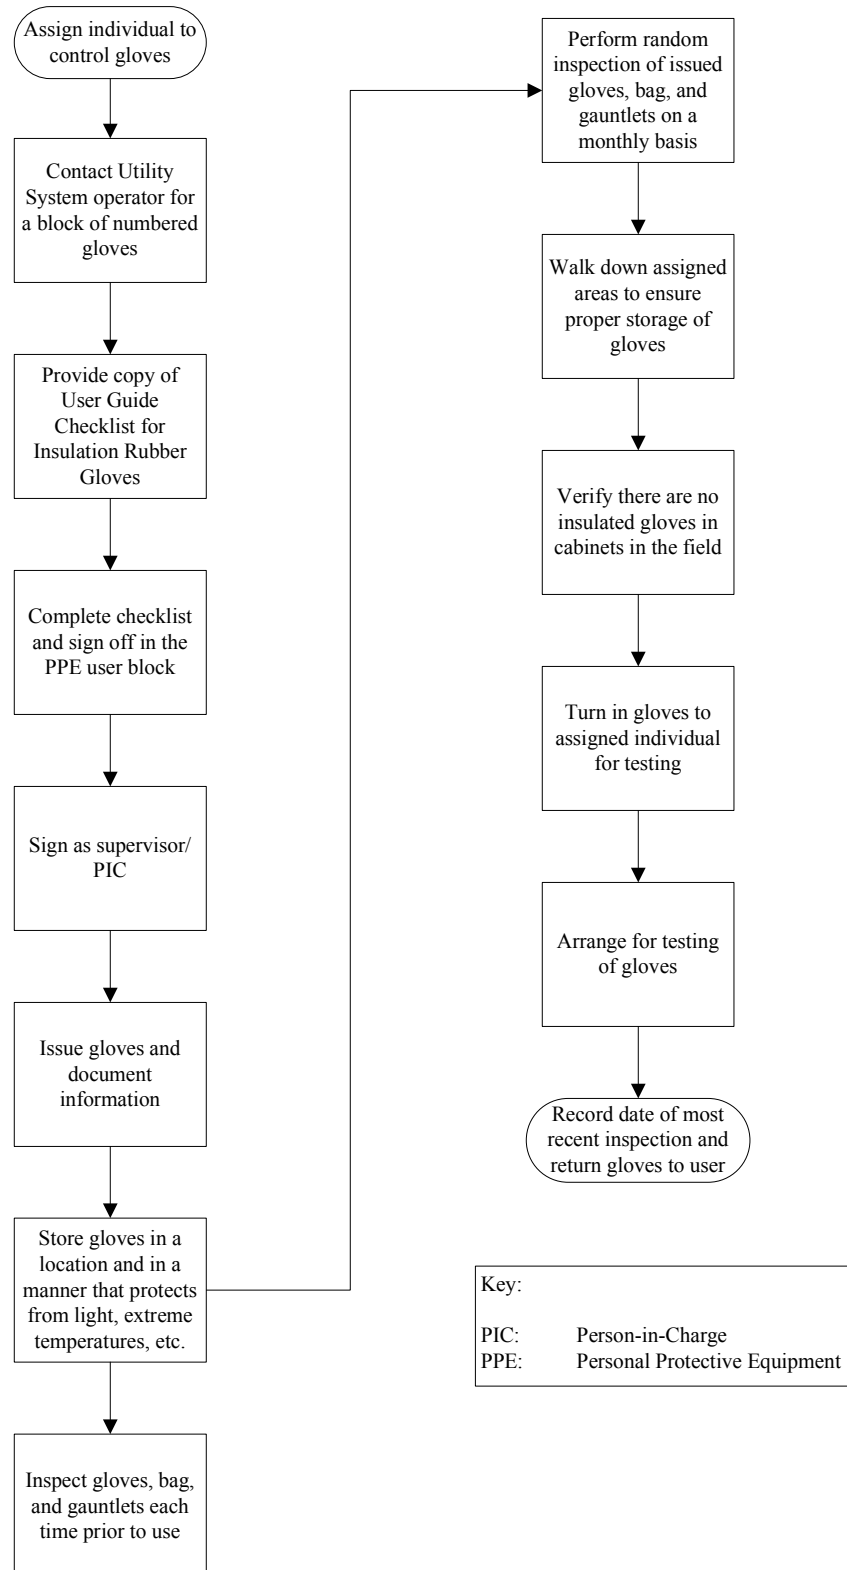 Assign individual to
control gloves
Contact Utility
System operator for
a block of numbered
gloves
Provide copy of
User Guide
Checklist for
Insulation Rubber
Gloves
Complete checklist
and sign off in the
PPE user block
Sign as supervisor/
PIC
Issue gloves and
document
information
Store gloves in a
location and in a
manner that protects
from light, extreme
temperatures, etc.
Inspect gloves, bag,
and gauntlets each
time prior to use
Perform random
inspection of issued
gloves, bag, and
gauntlets on a
monthly basis
Walk down assigned
areas to ensure
proper storage of
gloves
Verify there are no
insulated gloves in
cabinets in the field
Turn in gloves to
assigned individual
for testing
Arrange for testing
of gloves
Record date of most
recent inspection and
return gloves to user
Key:
PIC: Person-in-Charge
PPE: Personal Protective Equipment